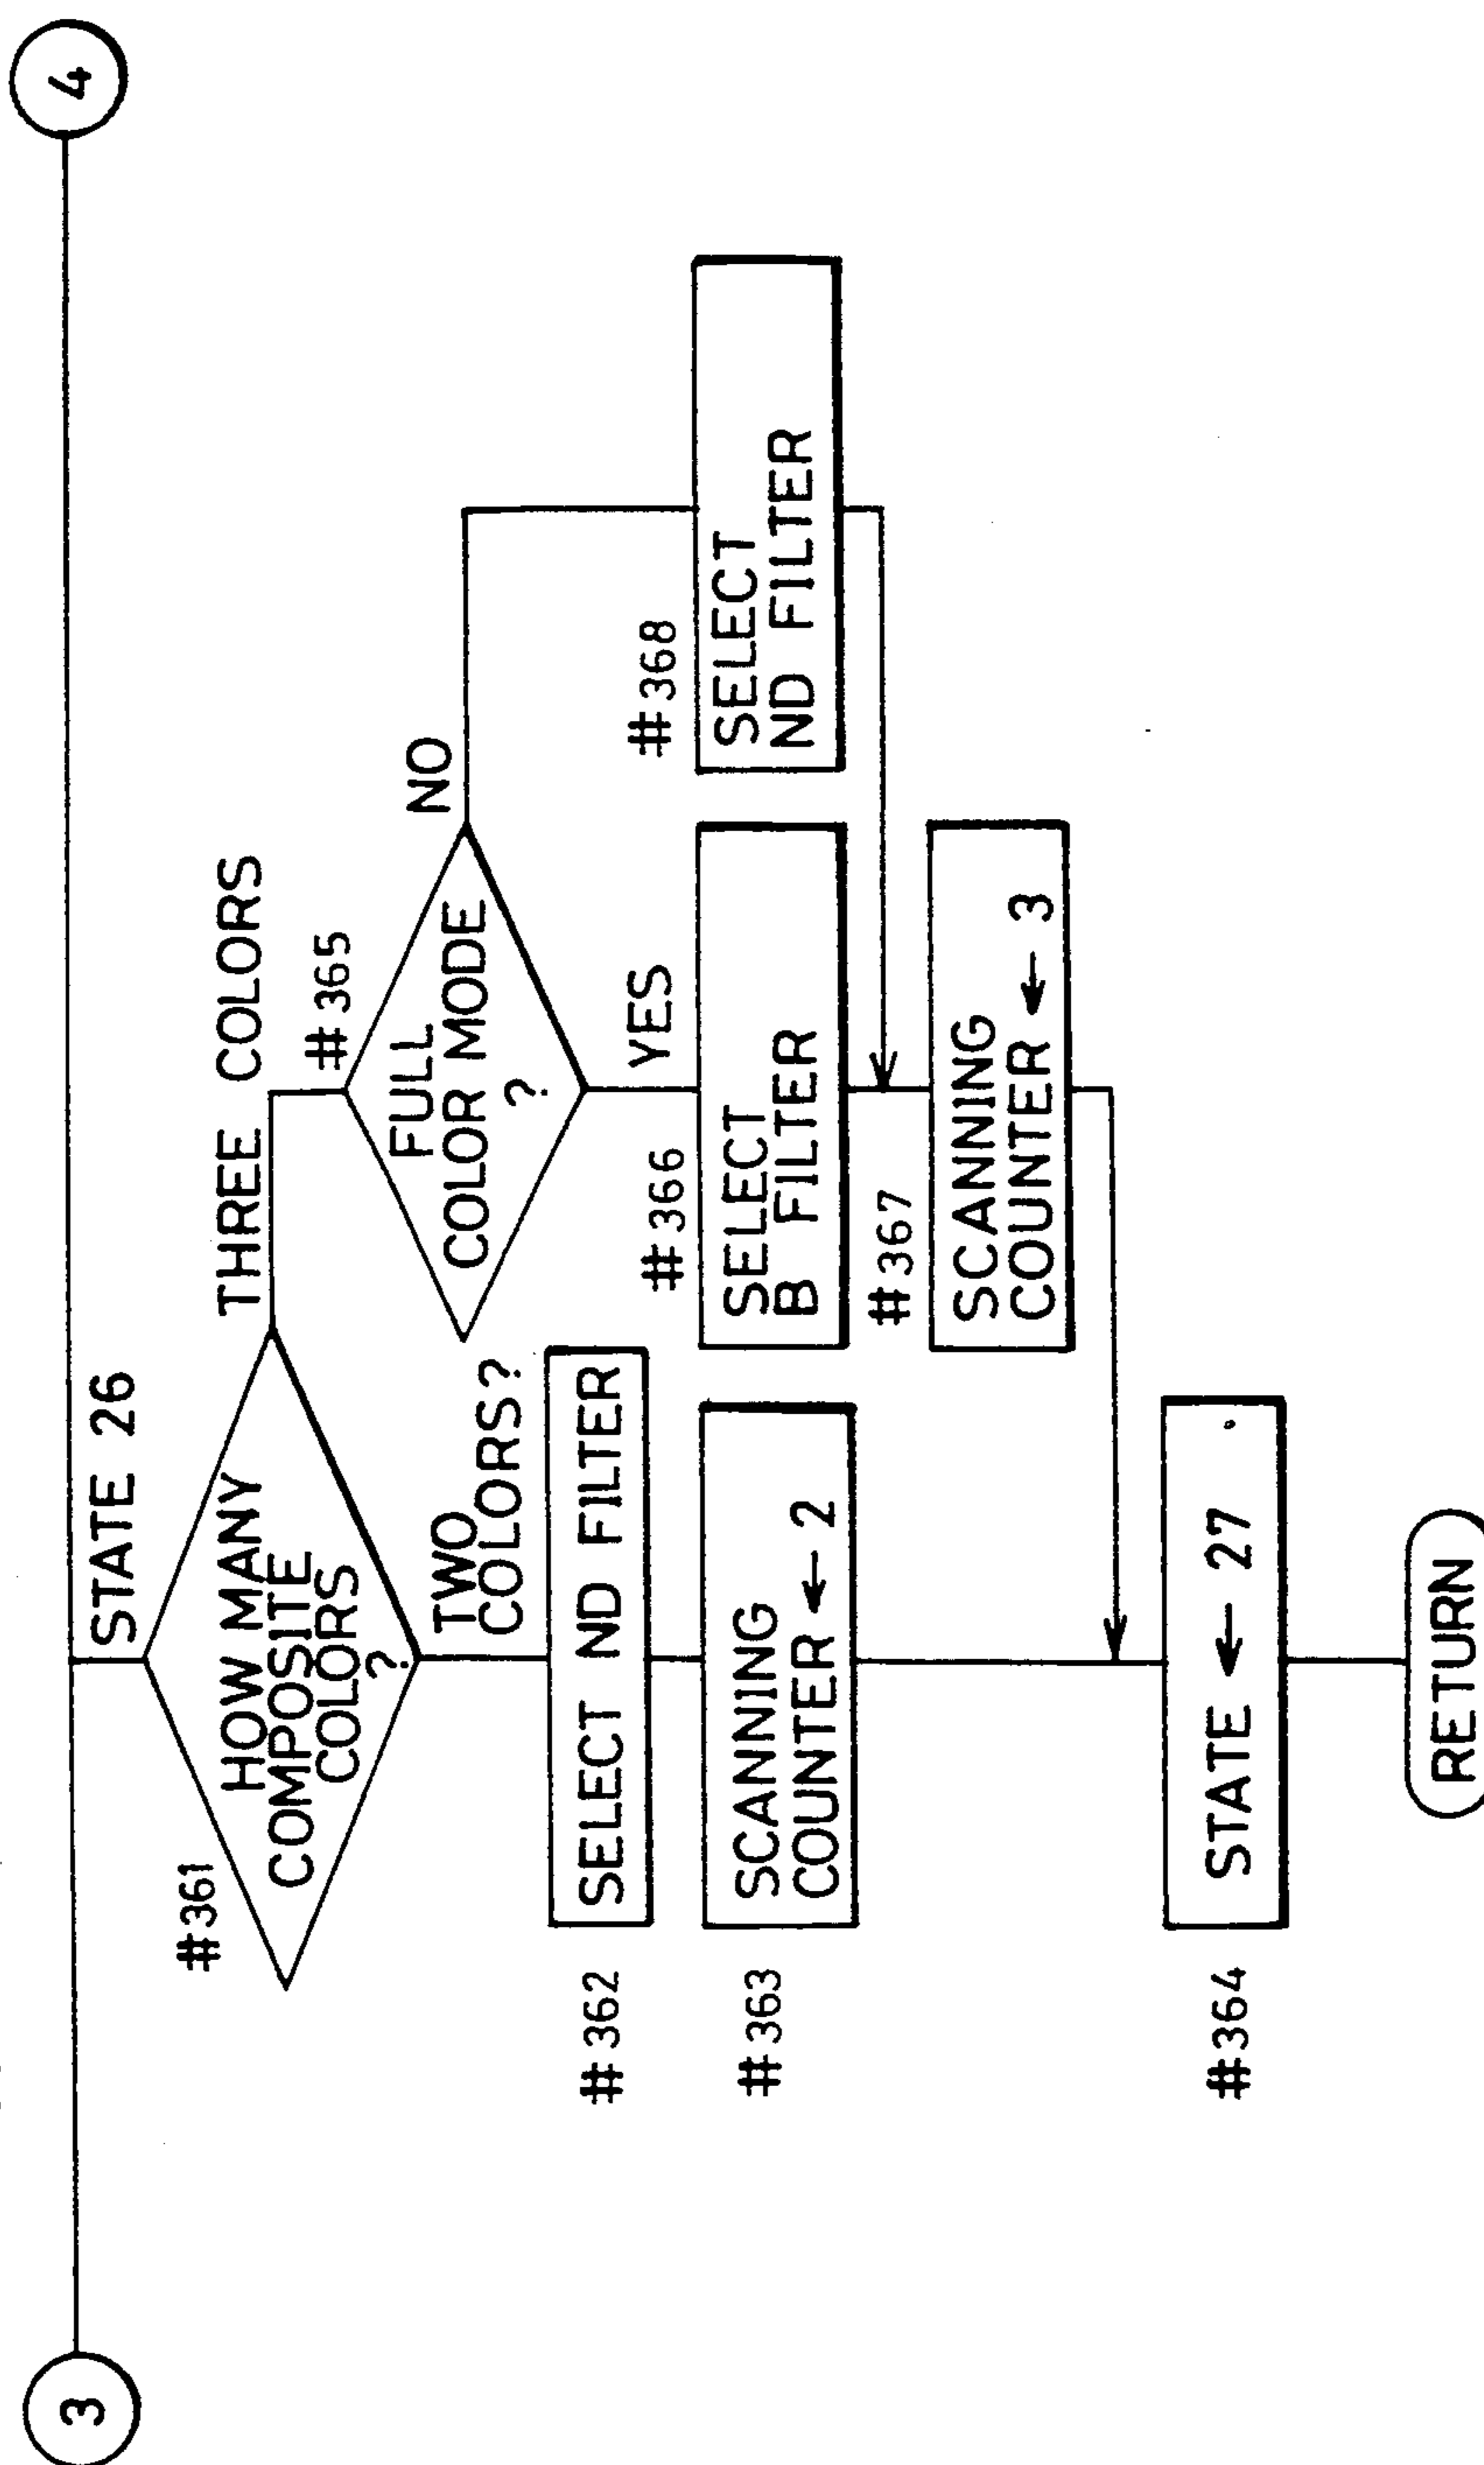 3
4
STATE 26
#361
HOW MANY
COMPOSITE
COLORS
?
THREE COLORS
TWO
COLORS?
#362
SELECT ND FILTER
#363
SCANNING
COUNTER ← 2
#365
FULL
COLOR MODE
?
NO
YES
#366
SELECT
B FILTER
#368
SELECT
ND FILTER
#367
SCANNING
COUNTER ← 3
#364
STATE ← 27
RETURN